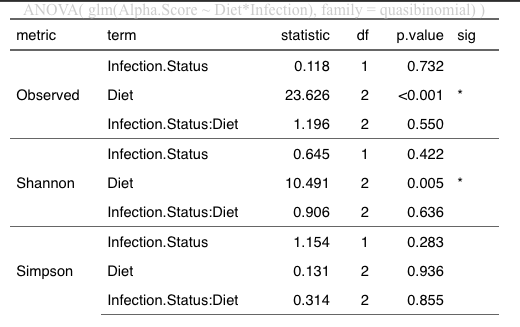 ANOVA( glm(Alpha.Score ~ Diet*Infection), family = quasibinomial) )
metric term statistic df p.value sig
Infection.Status 0.118 1 0.732
Observed Diet 23.626 2 <0.001 *
Infection.Status:Diet 1.196 2 0.550
Infection.Status 0.645 1 0.422
Shannon Diet 10.491 2 0.005 *
Infection.Status:Diet 0.906 2 0.636
Infection.Status 1.154 1 0.283
Simpson Diet 0.131 2 0.936
Infection.Status:Diet 0.314 2 0.855